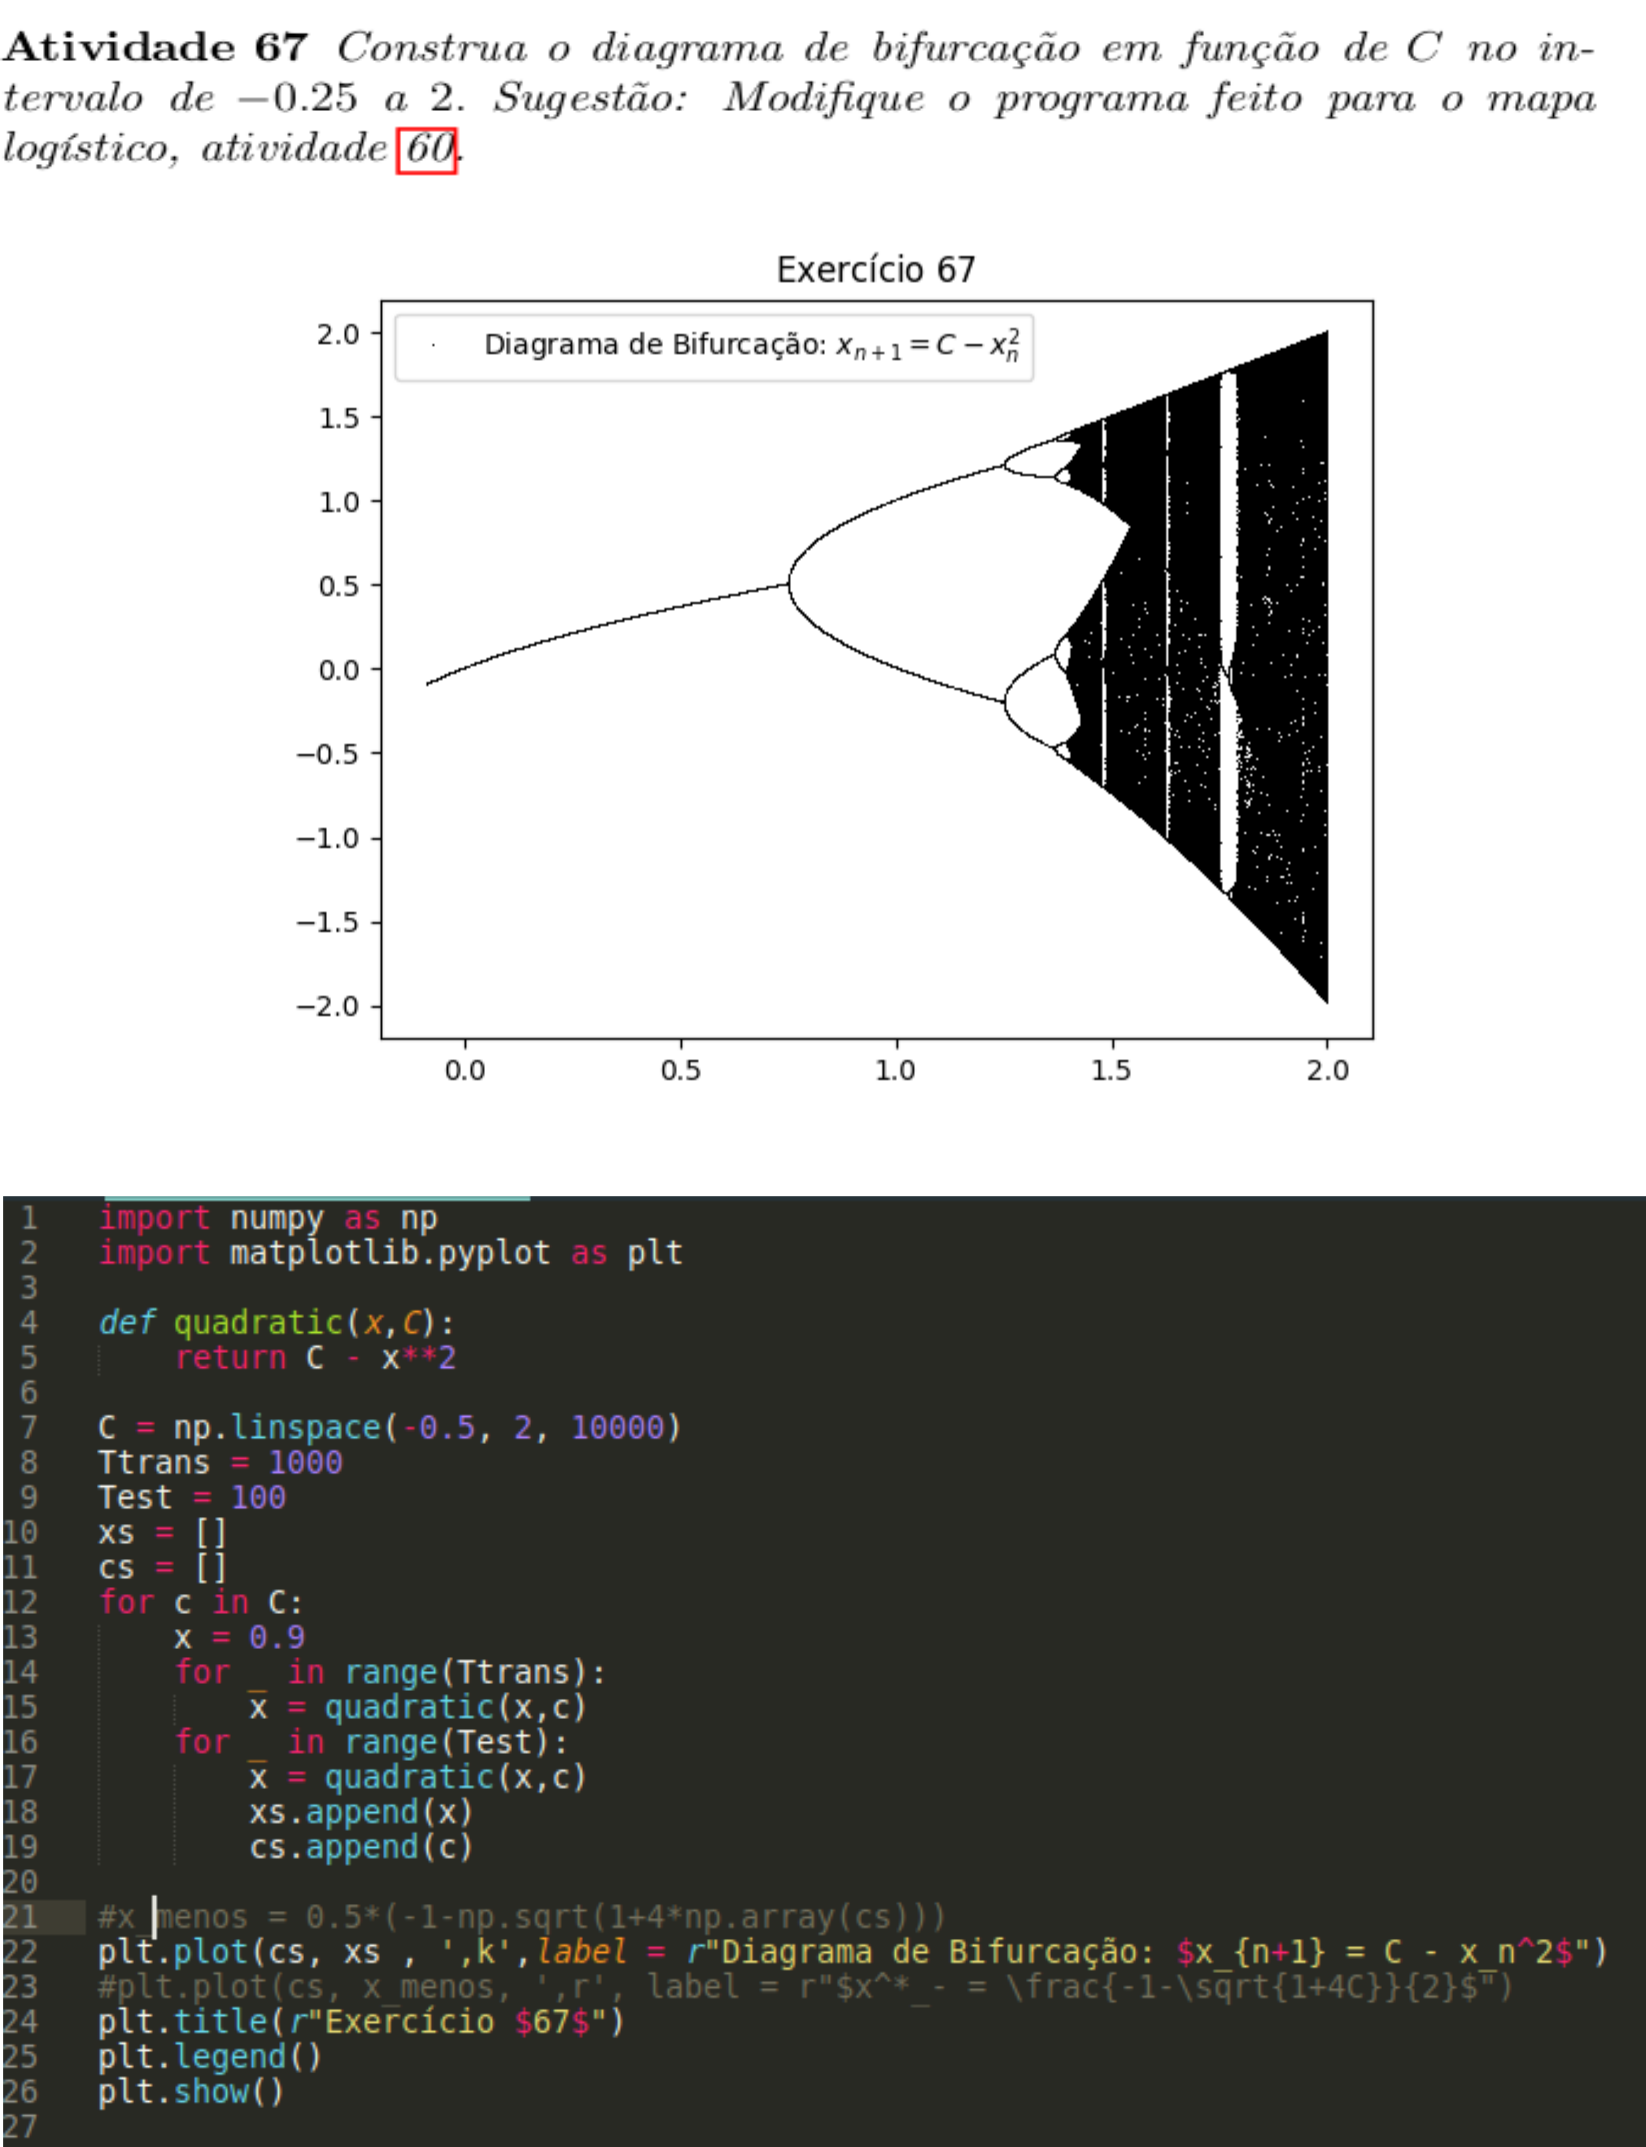 Atividade 67 Construa o diagrama de bifurcação em função de C no in-
tervalo de −0.25 a 2. Sugestão: Modifique o programa feito para o mapa
logístico, atividade 60.
Exercício 67
Diagrama de Bifurcação: xₙ₊₁ = C − xₙ²
2.0
1.5
1.0
0.5
0.0
−0.5
−1.0
−1.5
−2.0
0.0 0.5 1.0 1.5 2.0
1 import numpy as np
2 import matplotlib.pyplot as plt
3
4 def quadratic(x,C):
5     return C - x**2
6
7 C = np.linspace(-0.5, 2, 10000)
8 Ttrans = 1000
9 Test = 100
10 xs = []
11 cs = []
12 for c in C:
13     x = 0.9
14     for _ in range(Ttrans):
15         x = quadratic(x,c)
16     for _ in range(Test):
17         x = quadratic(x,c)
18         xs.append(x)
19         cs.append(c)
20
21 #x_menos = 0.5*(-1-np.sqrt(1+4*np.array(cs)))
22 plt.plot(cs, xs , ',k',label = r"Diagrama de Bifurcação: $x_{n+1} = C - x_n^2$")
23 #plt.plot(cs, x_menos, ',r', label = r"$x^*_- = \frac{-1-\sqrt{1+4C}}{2}$")
24 plt.title(r"Exercício $67$")
25 plt.legend()
26 plt.show()
27